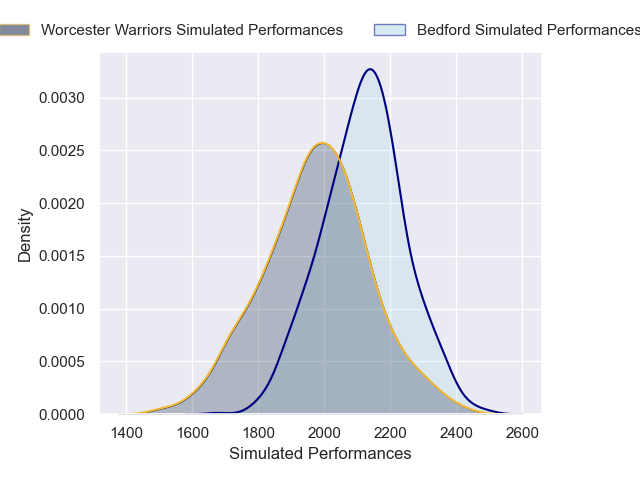 Worcester Warriors Simulated Performances
Bedford Simulated Performances
0.0030
0.0025
0.0020
0.0015
0.0010
0.0005
0.0000
Density
1400 1600 1800 2000 2200 2400 2600
Simulated Performances